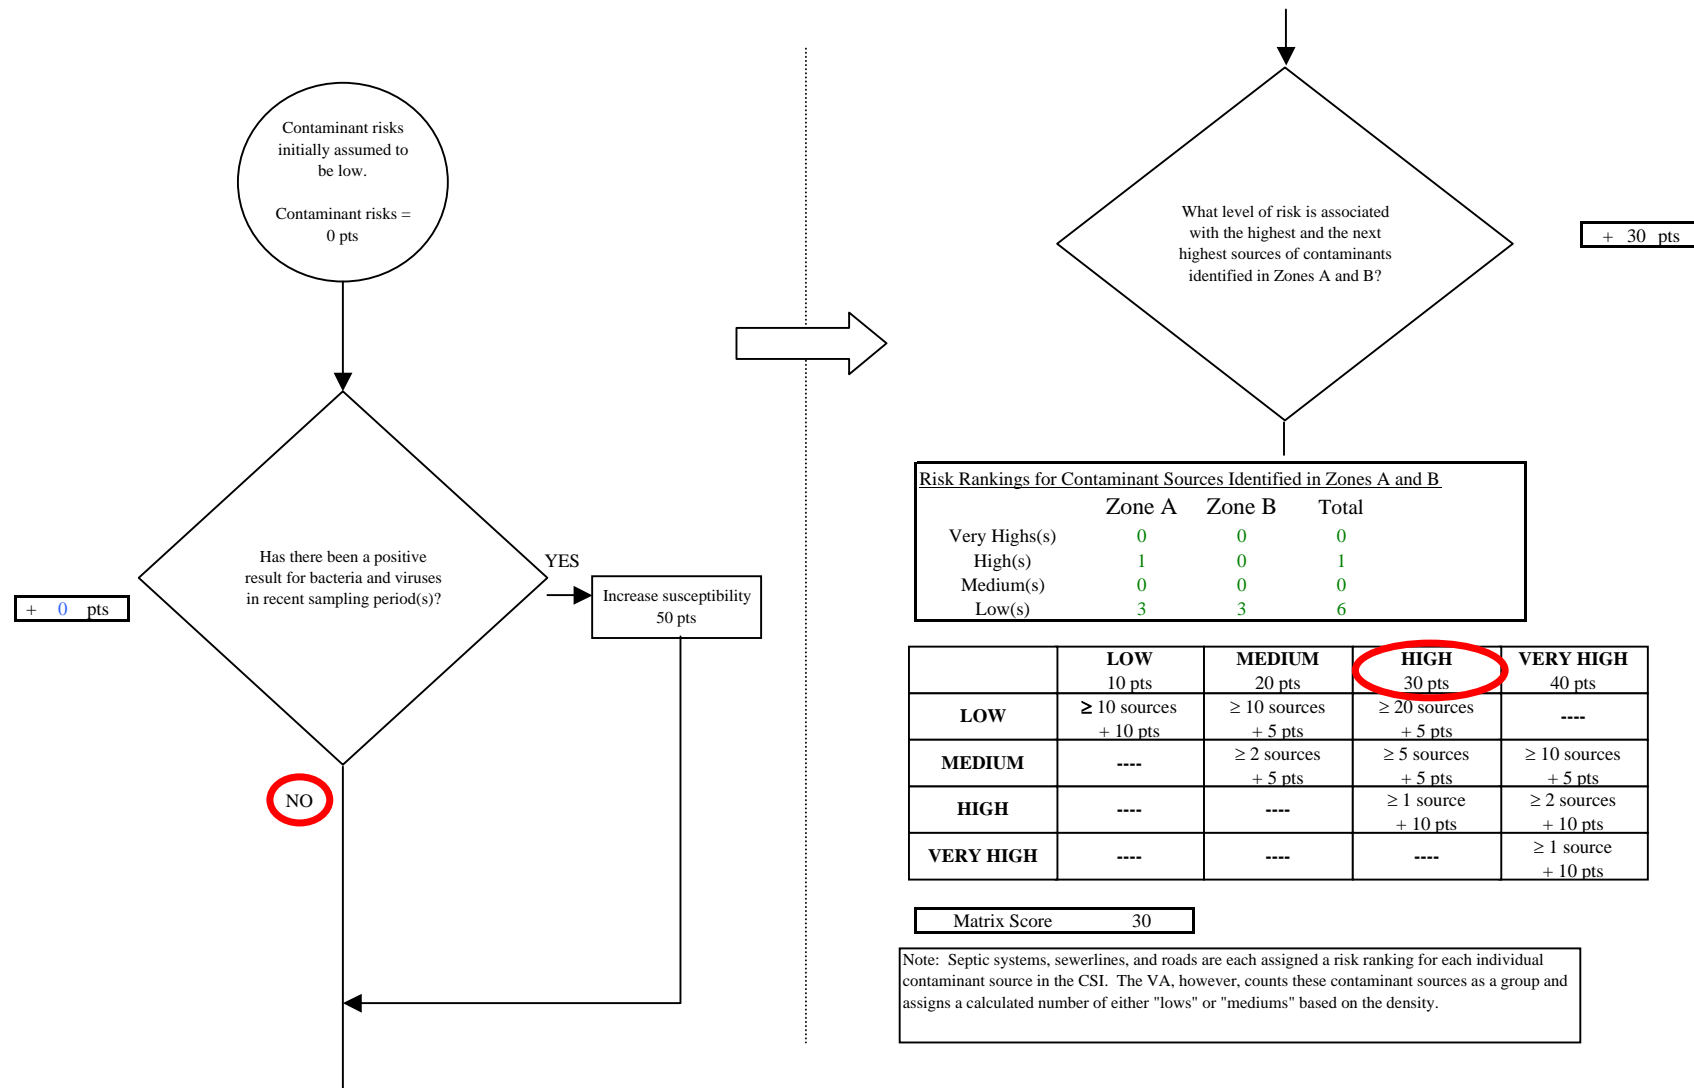 Contaminant risks
initially assumed to
be low.
Contaminant risks =
0 pts
Has there been a positive
result for bacteria and viruses
in recent sampling period(s)?
+ 0 pts
YES
Increase susceptibility
50 pts
NO
What level of risk is associated
with the highest and the next
highest sources of contaminants
identified in Zones A and B?
+ 30 pts
Risk Rankings for Contaminant Sources Identified in Zones A and B
Zone A Zone B Total
Very Highs(s) 0 0 0
High(s) 1 0 1
Medium(s) 0 0 0
Low(s) 3 3 6
LOW MEDIUM HIGH VERY HIGH
10 pts 20 pts 30 pts 40 pts
LOW ≥ 10 sources ≥ 10 sources ≥ 20 sources ----
+ 10 pts + 5 pts + 5 pts
MEDIUM ---- ≥ 2 sources ≥ 5 sources ≥ 10 sources
+ 5 pts + 5 pts + 5 pts
HIGH ---- ---- ≥ 1 source ≥ 2 sources
+ 10 pts + 10 pts
VERY HIGH ---- ---- ---- ≥ 1 source
+ 10 pts
Matrix Score 30
Note: Septic systems, sewerlines, and roads are each assigned a risk ranking for each individual
contaminant source in the CSI. The VA, however, counts these contaminant sources as a group and
assigns a calculated number of either "lows" or "mediums" based on the density.